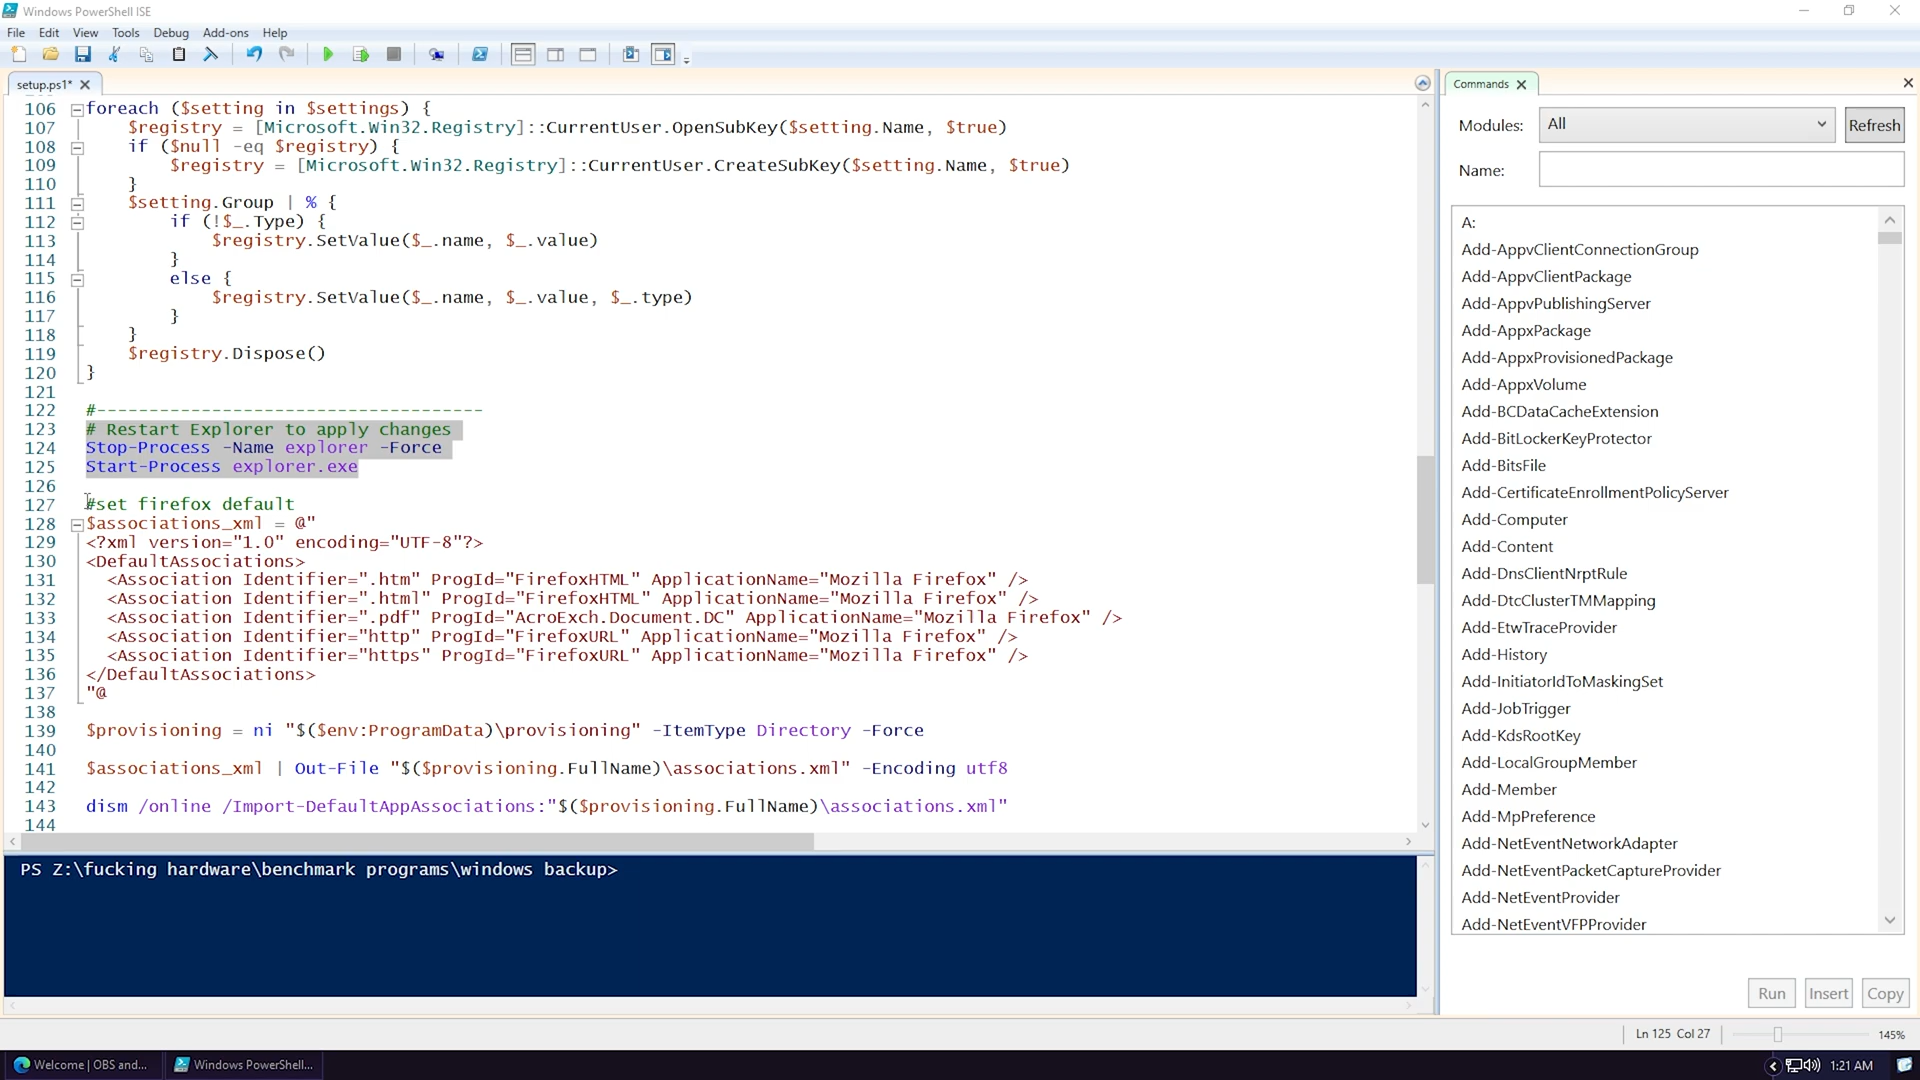 Windows PowerShell ISE
File Edit View Tools Debug Add-ons Help
setup.ps1*
106 foreach ($setting in $settings) {
107 $registry = [Microsoft.Win32.Registry]::CurrentUser.OpenSubKey($setting.Name, $true)
108 if ($null -eq $registry) {
109 $registry = [Microsoft.Win32.Registry]::CurrentUser.CreateSubKey($setting.Name, $true)
110 }
111 $setting.Group | % {
112 if (!$_.Type) {
113 $registry.SetValue($_.name, $_.value)
114 }
115 else {
116 $registry.SetValue($_.name, $_.value, $_.type)
117 }
118 }
119 $registry.Dispose()
120 }
121
122 #-------------------------------------
123 # Restart Explorer to apply changes
124 Stop-Process -Name explorer -Force
125 Start-Process explorer.exe
126
127 #set firefox default
128 $associations_xml = @"
129 <?xml version="1.0" encoding="UTF-8"?>
130 <DefaultAssociations>
131 <Association Identifier=".htm" ProgId="FirefoxHTML" ApplicationName="Mozilla Firefox" />
132 <Association Identifier=".html" ProgId="FirefoxHTML" ApplicationName="Mozilla Firefox" />
133 <Association Identifier=".pdf" ProgId="AcroExch.Document.DC" ApplicationName="Mozilla Firefox" />
134 <Association Identifier="http" ProgId="FirefoxURL" ApplicationName="Mozilla Firefox" />
135 <Association Identifier="https" ProgId="FirefoxURL" ApplicationName="Mozilla Firefox" />
136 </DefaultAssociations>
137 "@
138
139 $provisioning = ni "$($env:ProgramData)\provisioning" -ItemType Directory -Force
140
141 $associations_xml | Out-File "$($provisioning.FullName)\associations.xml" -Encoding utf8
142
143 dism /online /Import-DefaultAppAssociations:"$($provisioning.FullName)\associations.xml"
144
PS Z:\fucking hardware\benchmark programs\windows backup>
Commands
Modules: All Refresh
Name:
A:
Add-AppvClientConnectionGroup
Add-AppvClientPackage
Add-AppvPublishingServer
Add-AppxPackage
Add-AppxProvisionedPackage
Add-AppxVolume
Add-BCDataCacheExtension
Add-BitLockerKeyProtector
Add-BitsFile
Add-CertificateEnrollmentPolicyServer
Add-Computer
Add-Content
Add-DnsClientNrptRule
Add-DtcClusterTMMapping
Add-EtwTraceProvider
Add-History
Add-InitiatorIdToMaskingSet
Add-JobTrigger
Add-KdsRootKey
Add-LocalGroupMember
Add-Member
Add-MpPreference
Add-NetEventNetworkAdapter
Add-NetEventPacketCaptureProvider
Add-NetEventProvider
Add-NetEventVFPProvider
Run Insert Copy
Ln 125 Col 27 145%
Welcome | OBS and... Windows PowerShell... 1:21 AM